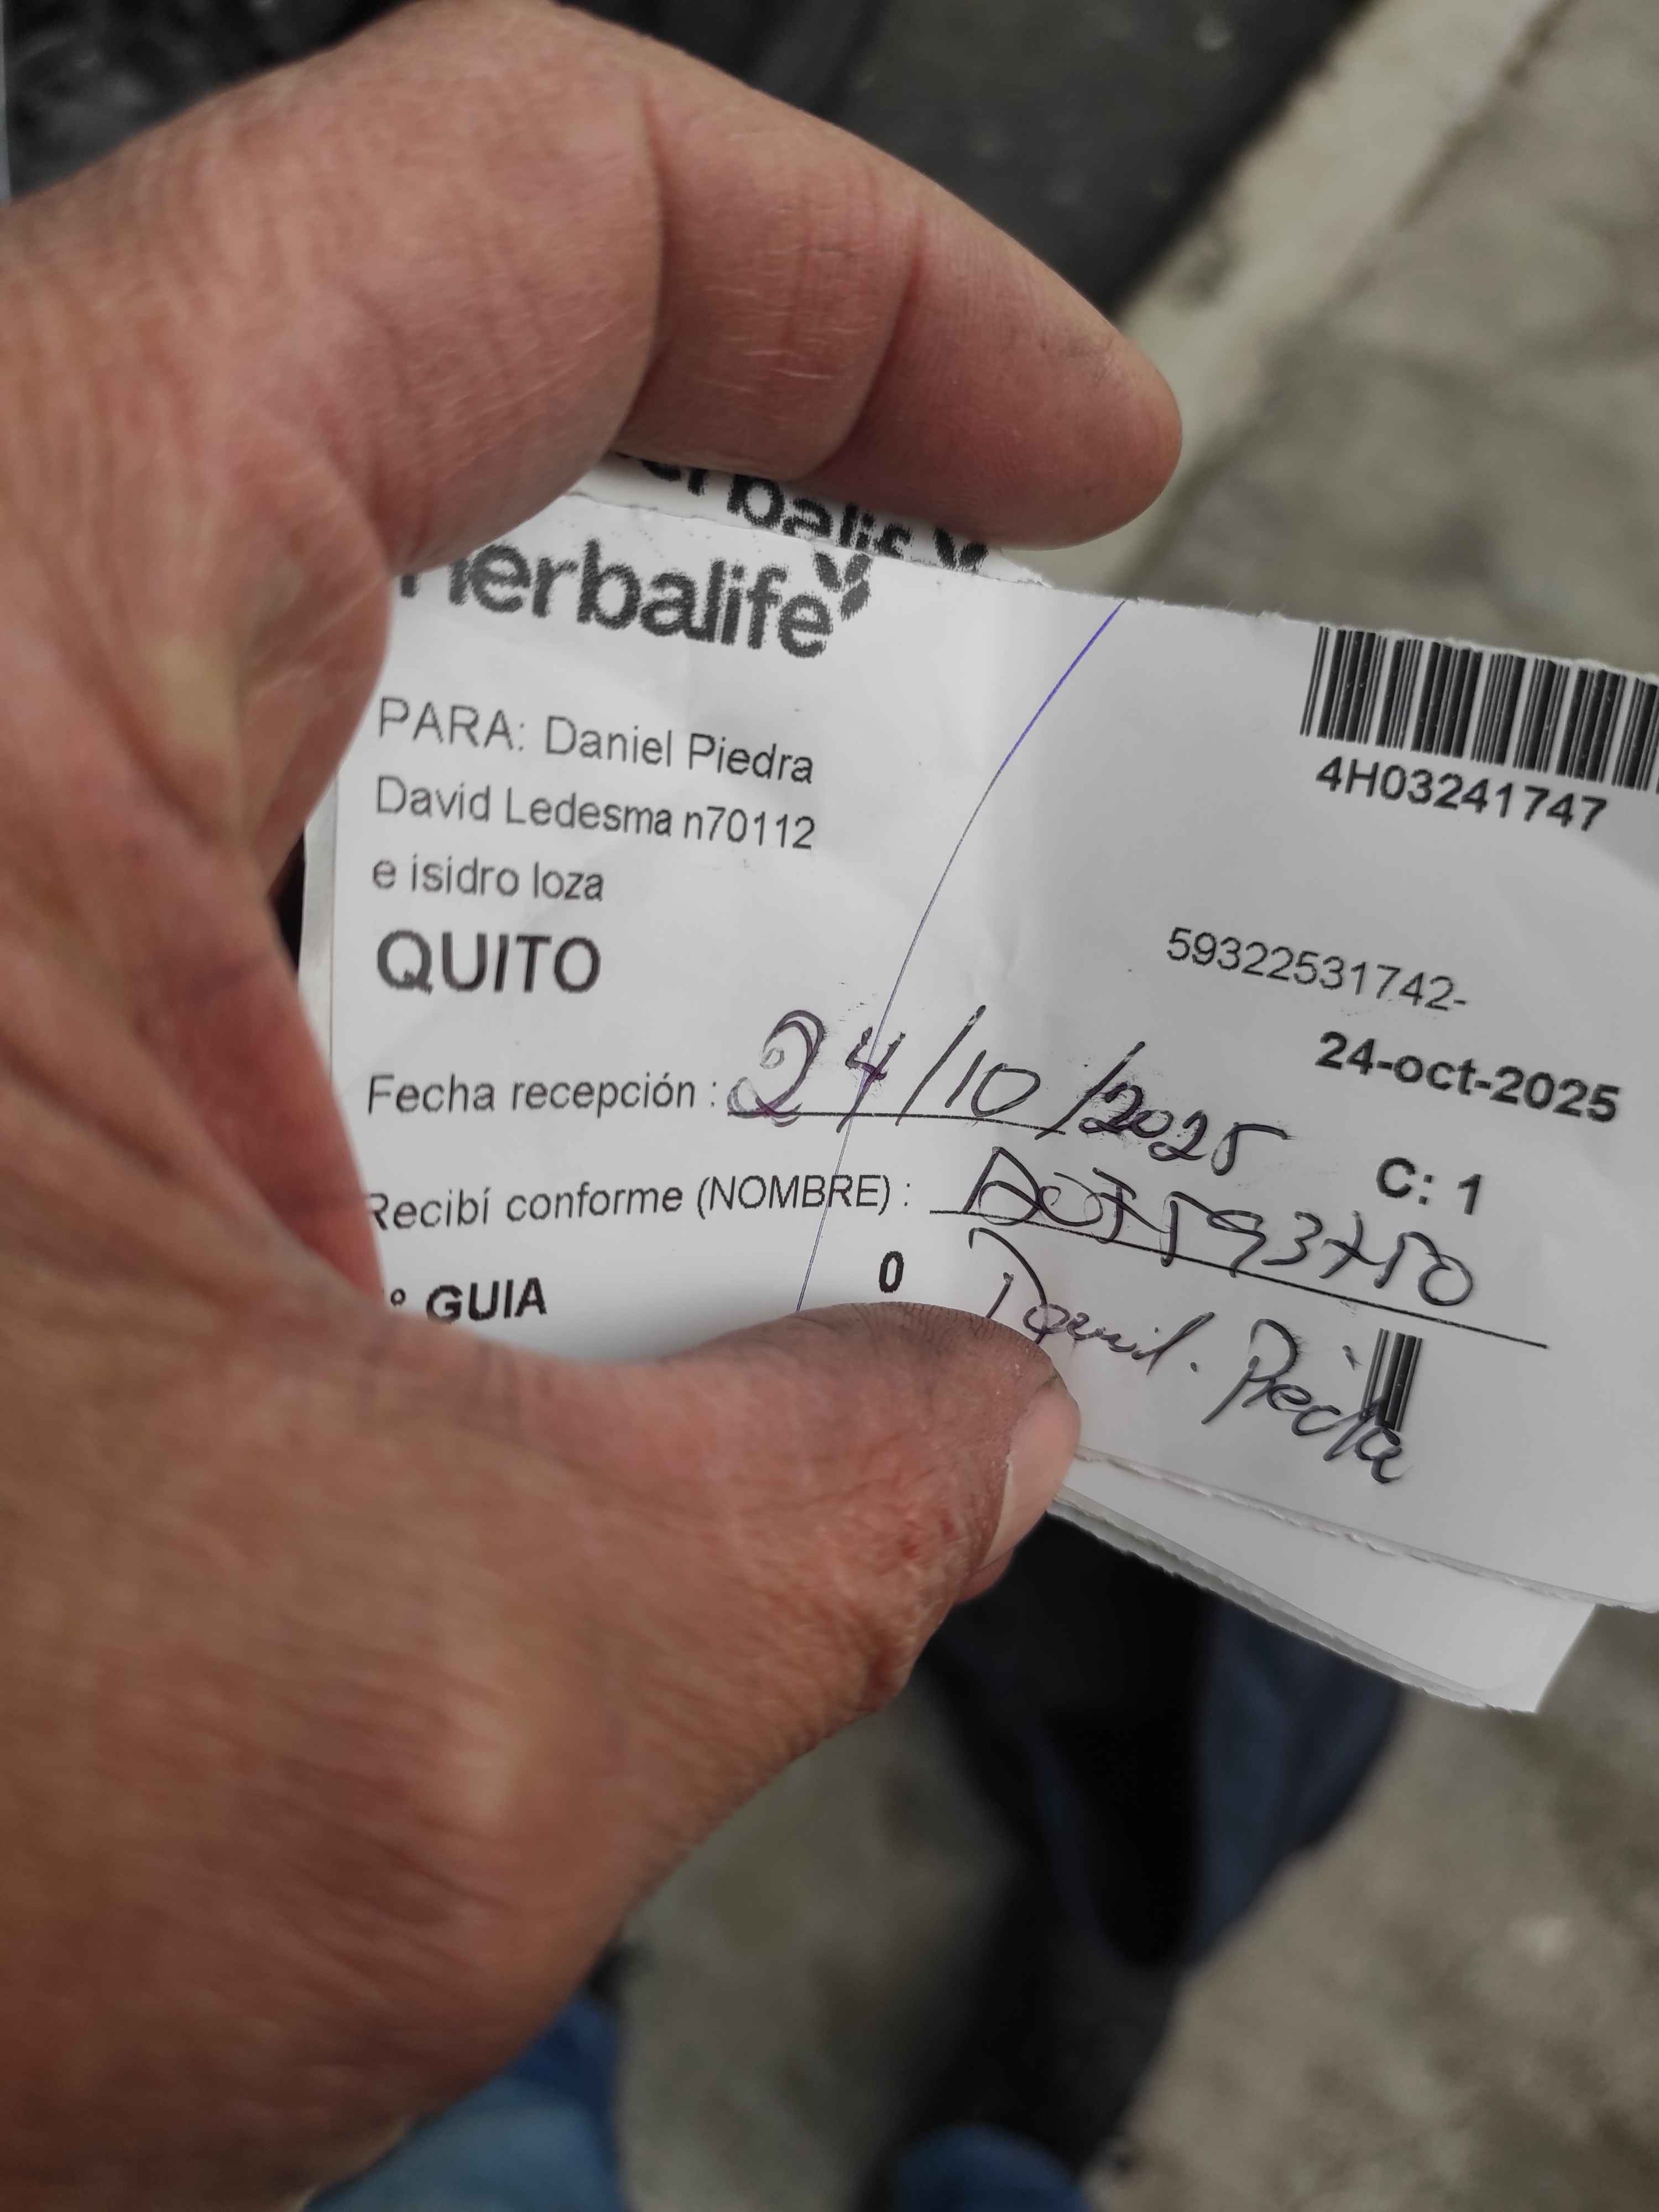 erbalife
Herbalife
4H03241747
PARA: Daniel Piedra
David Ledesma n70112
e isidro loza
QUITO
59322531742-
24-oct-2025
Fecha recepción : 24/10/2025
C: 1
Recibí conforme (NOMBRE) :
º GUIA 0
Daniel. Piedra